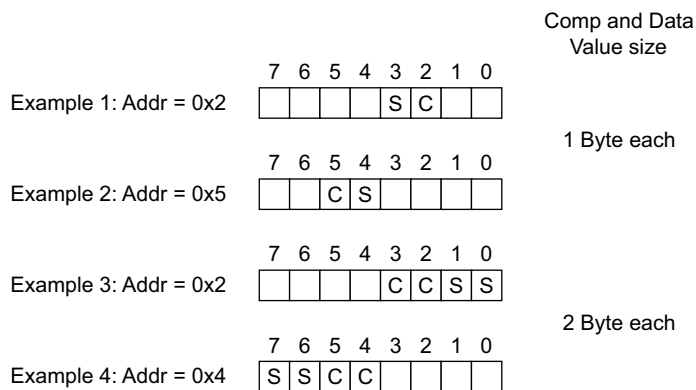 Comp and Data
Value size
7 6 5 4 3 2 1 0
Example 1: Addr = 0x2 S C
1 Byte each
7 6 5 4 3 2 1 0
Example 2: Addr = 0x5 C S
7 6 5 4 3 2 1 0
Example 3: Addr = 0x2 C C S S
2 Byte each
7 6 5 4 3 2 1 0
Example 4: Addr = 0x4 S S C C